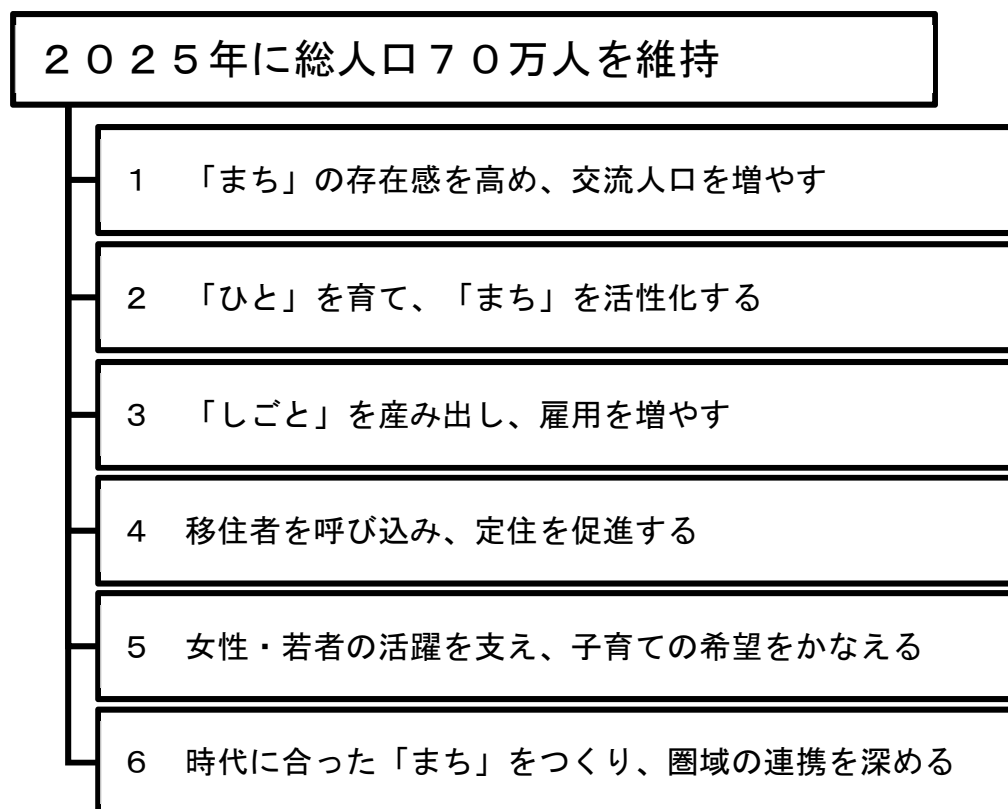 ２０２５年に総人口７０万人を維持
１　「まち」の存在感を高め、交流人口を増やす
２　「ひと」を育て、「まち」を活性化する
３　「しごと」を産み出し、雇用を増やす
４　移住者を呼び込み、定住を促進する
５　女性・若者の活躍を支え、子育ての希望をかなえる
６　時代に合った「まち」をつくり、圏域の連携を深める